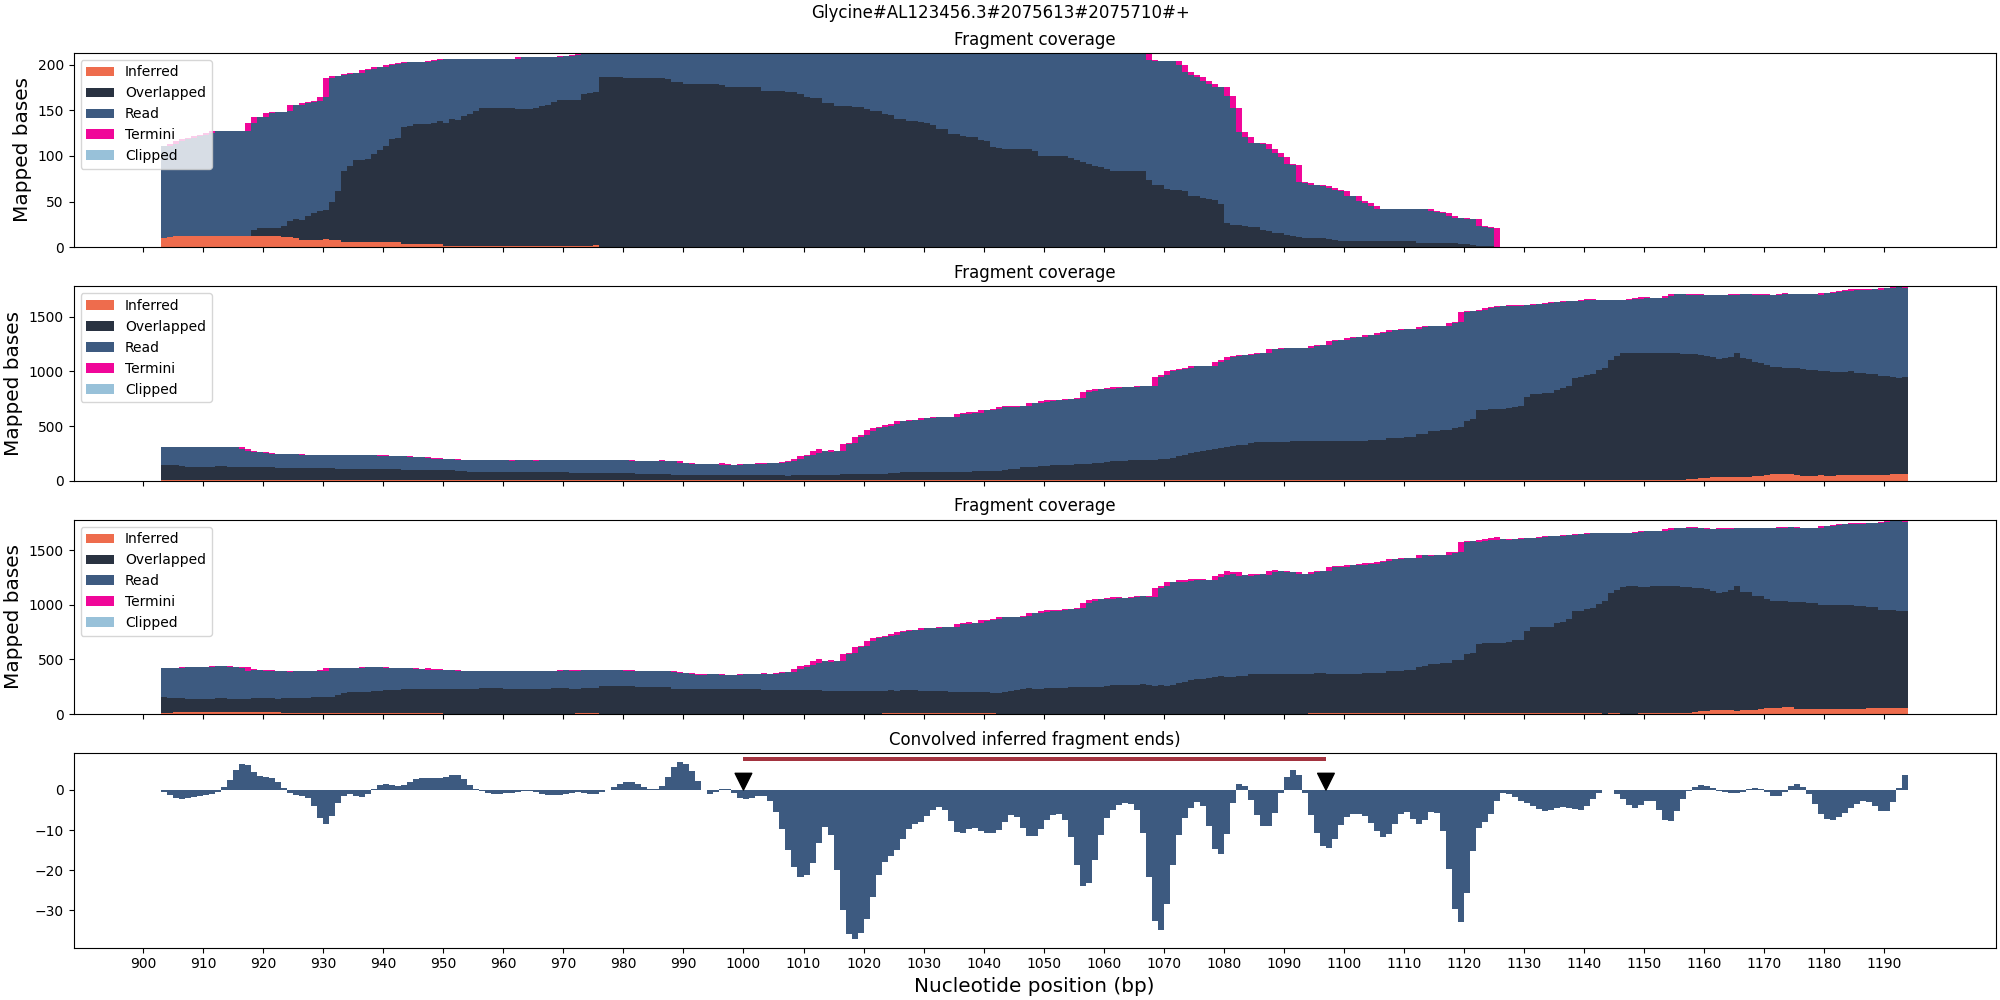 Glycine#AL123456.3#2075613#2075710#+
Fragment coverage
Mapped bases
200
150
100
50
0
Inferred
Overlapped
Read
Termini
Clipped
Fragment coverage
Mapped bases
1500
1000
500
0
Inferred
Overlapped
Read
Termini
Clipped
Fragment coverage
Mapped bases
1500
1000
500
0
Inferred
Overlapped
Read
Termini
Clipped
Convolved inferred fragment ends)
0
−10
−20
−30
900 910 920 930 940 950 960 970 980 990 1000 1010 1020 1030 1040 1050 1060 1070 1080 1090 1100 1110 1120 1130 1140 1150 1160 1170 1180 1190
Nucleotide position (bp)